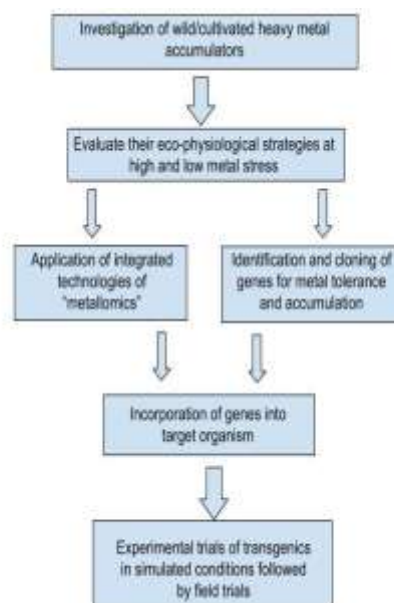 Investigation of wild/cultivated heavy metal
accumulators
Evaluate their eco-physiological strategies at
high and low metal stress
Application of integrated
technologies of
"metallomics"
Identification and cloning of
genes for metal tolerance
and accumulation
Incorporation of genes into
target organism
Experimental trials of transgenics
in simulated conditions followed
by field trials